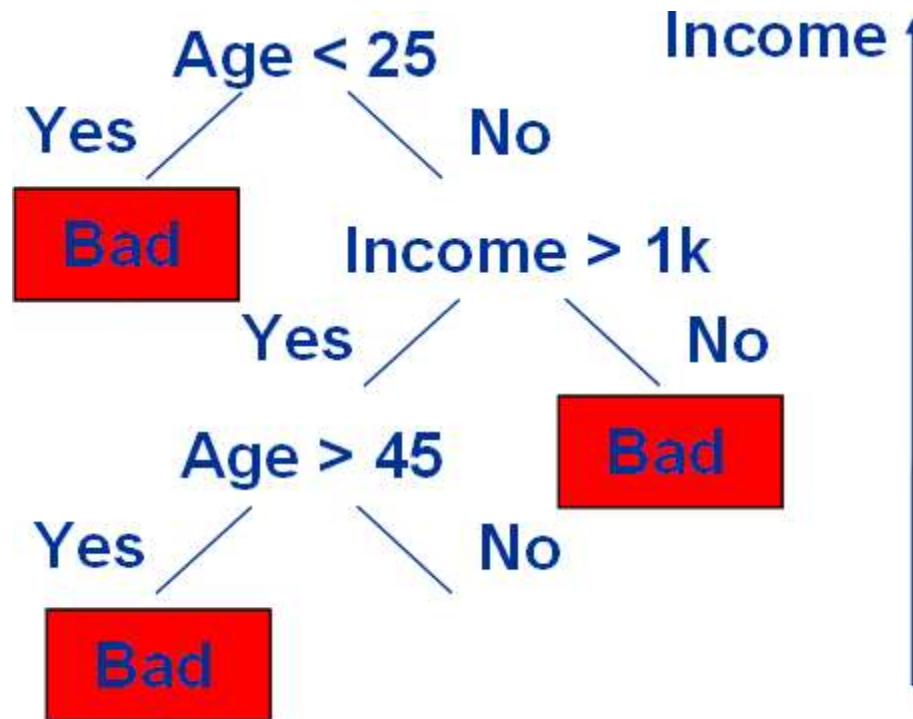 Income
Age < 25
Yes
No
Bad
Income > 1k
Yes
No
Age > 45
Bad
Yes
No
Bad